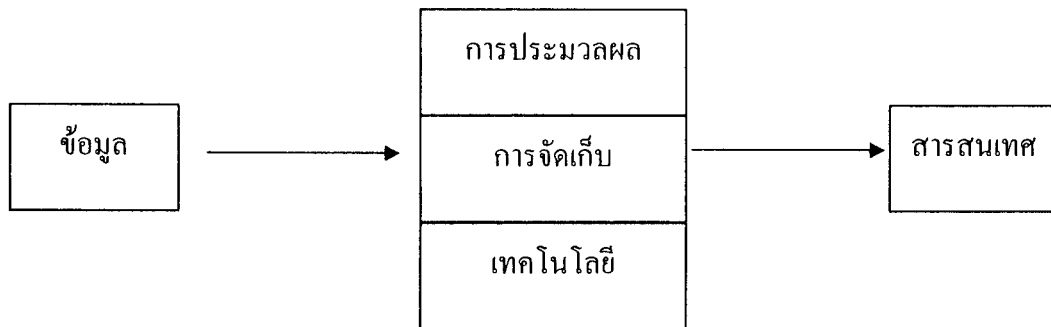 การประมวลผล
ข้อมูล
การจัดเก็บ
สารสนเทศ
เทคโนโลยี